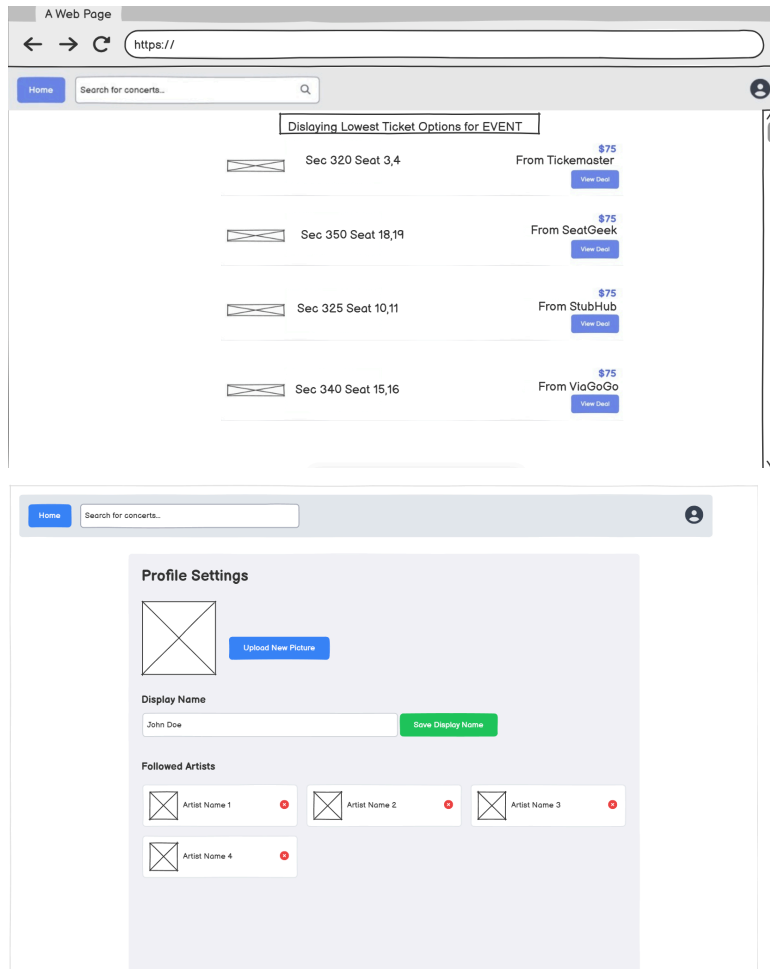 A Web Page
https://
Home
Search for concerts...
Dislaying Lowest Ticket Options for EVENT
Sec 320 Seat 3,4
$75
From Tickemaster
View Deal
Sec 350 Seat 18,19
$75
From SeatGeek
View Deal
Sec 325 Seat 10,11
$75
From StubHub
View Deal
Sec 340 Seat 15,16
$75
From ViaGoGo
View Deal
Home
Search for concerts...
Profile Settings
Upload New Picture
Display Name
John Doe
Save Display Name
Followed Artists
Artist Name 1
Artist Name 2
Artist Name 3
Artist Name 4